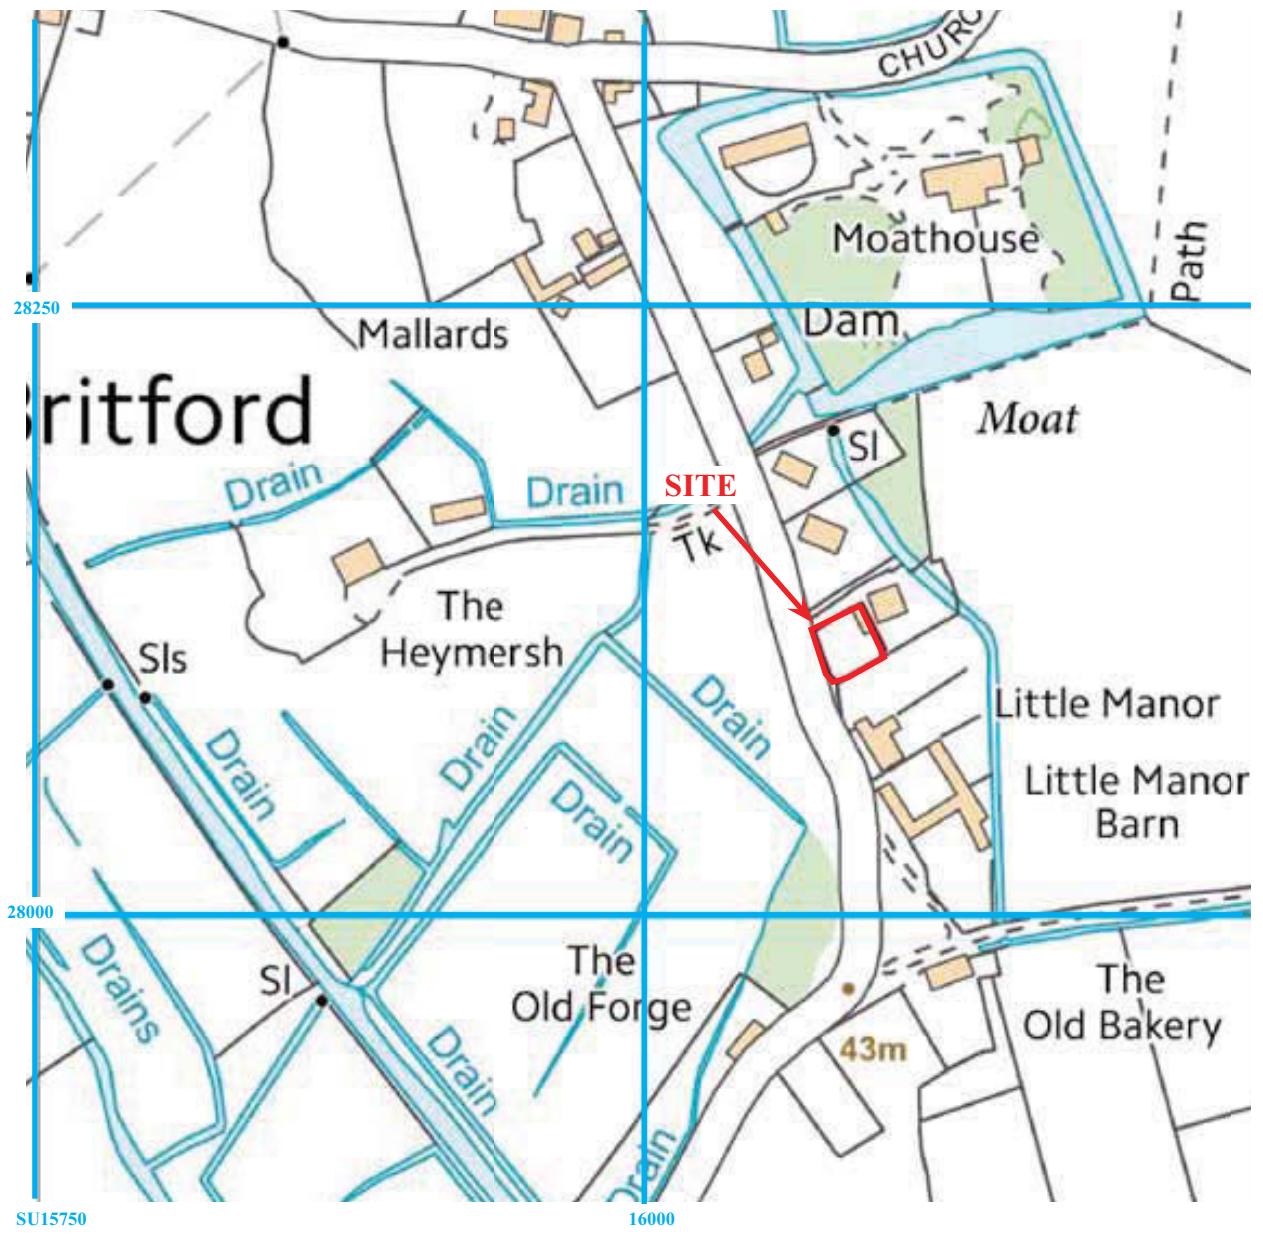 CHURC
Path
Moathouse
28250
Mallards
Dam
Britford
Moat
Sl
Drain
Drain
SITE
Tk
The
Heymersh
Sls
Drain
Little Manor
Drain
Drain
Little Manor
Barn
Drain
28000
The
Old Forge
Sl
Drains
The
Old Bakery
43m
Drain
Drain
SU15750
16000